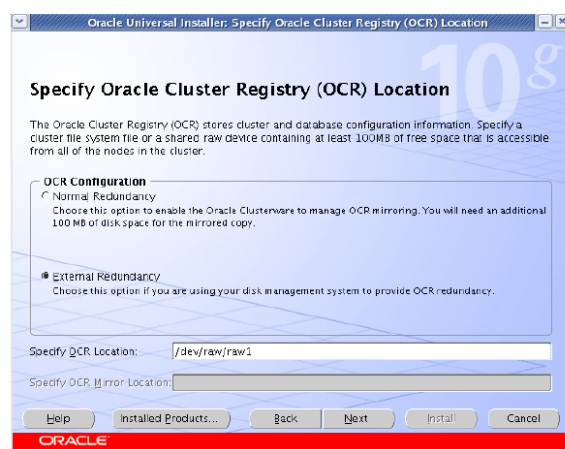 Oracle Universal Installer: Specify Oracle Cluster Registry (OCR) Location
10g
Specify Oracle Cluster Registry (OCR) Location
The Oracle Cluster Registry (OCR) stores cluster and database configuration information. Specify a
cluster file system file or a shared raw device containing at least 100MB of free space that is accessible
from all of the nodes in the cluster.
OCR Configuration
Normal Redundancy
Choose this option to enable the Oracle Clusterware to manage OCR mirroring. You will need an additional
100 MB of disk space for the mirrored copy.
External Redundancy
Choose this option if you are using your disk management system to provide OCR redundancy.
Specify OCR Location: /dev/raw/raw1
Specify OCR Mirror Location:
Help Installed Products... Back Next Install Cancel
ORACLE